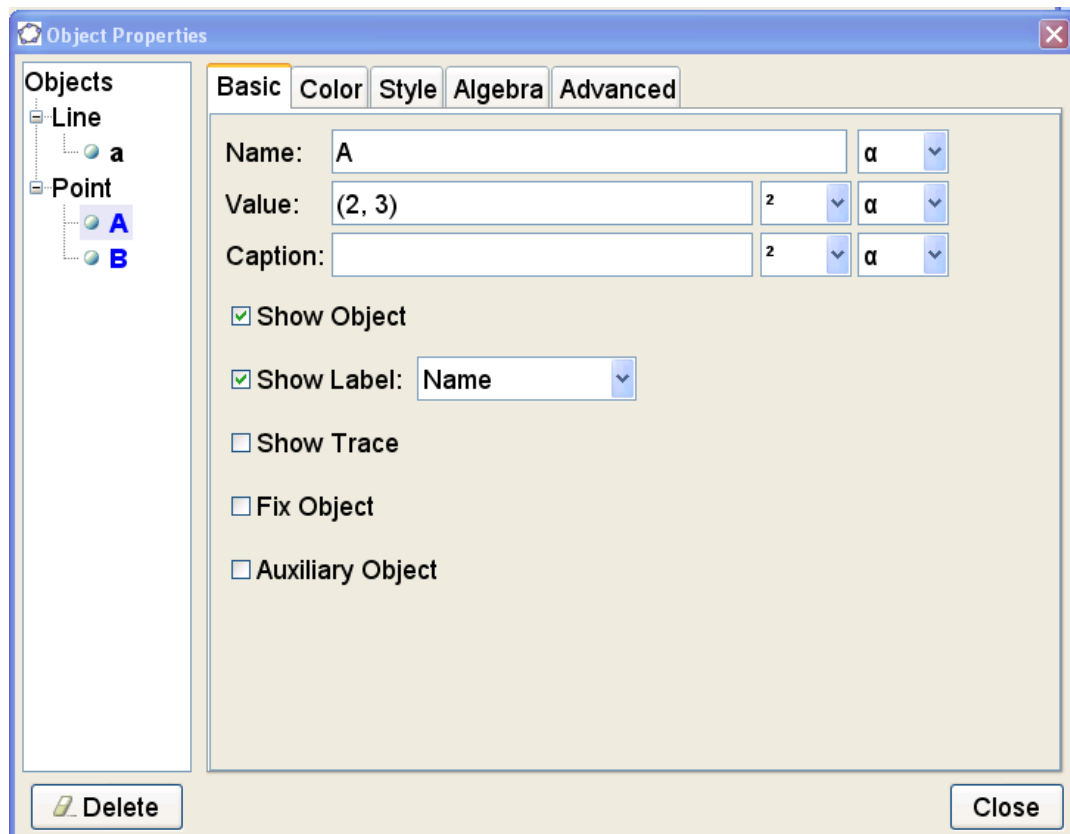 Object Properties
Objects
Line
a
Point
A
B
Basic Color Style Algebra Advanced
Name: A α
Value: (2, 3) ² α
Caption: ² α
Show Object
Show Label: Name
Show Trace
Fix Object
Auxiliary Object
Delete
Close